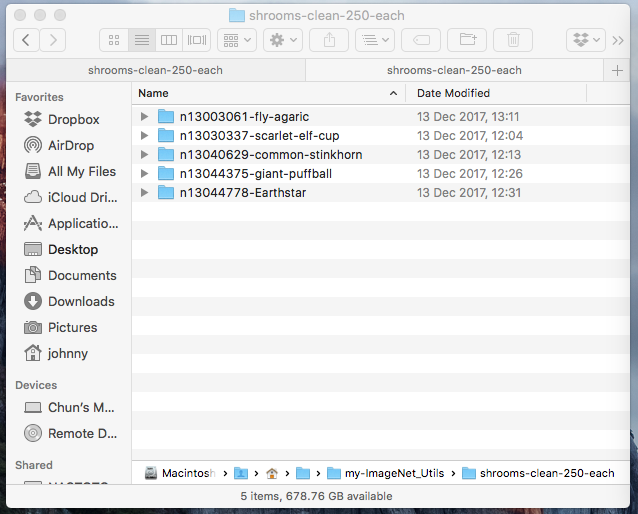 shrooms-clean-250-each
shrooms-clean-250-each shrooms-clean-250-each +
Favorites
Dropbox
AirDrop
All My Files
iCloud Dri...
Applicatio...
Desktop
Documents
Downloads
Pictures
johnny
Devices
Chun's M...
Remote D...
Shared
Name Date Modified
n13003061-fly-agaric 13 Dec 2017, 13:11
n13030337-scarlet-elf-cup 13 Dec 2017, 12:04
n13040629-common-stinkhorn 13 Dec 2017, 12:13
n13044375-giant-puffball 13 Dec 2017, 12:26
n13044778-Earthstar 13 Dec 2017, 12:31
Macintosh › › › › my-ImageNet_Utils › shrooms-clean-250-each
5 items, 678.76 GB available